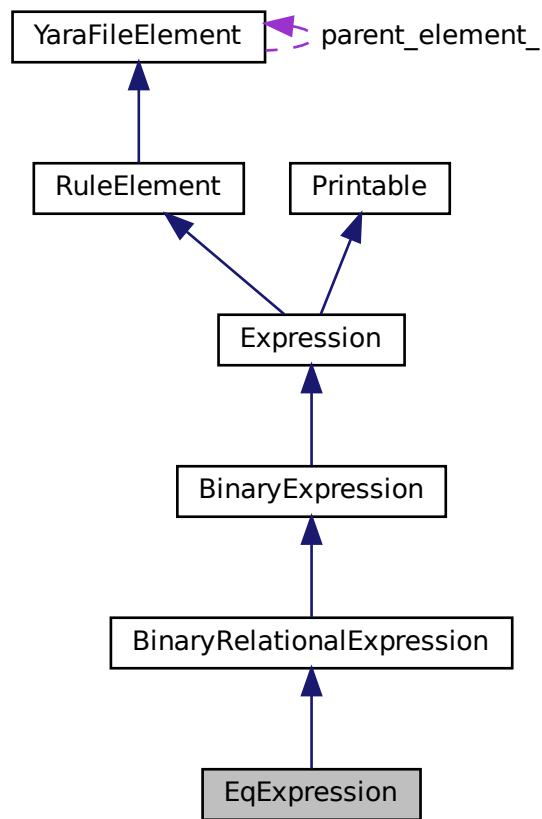 YaraFileElement
parent_element_
RuleElement
Printable
Expression
BinaryExpression
BinaryRelationalExpression
EqExpression